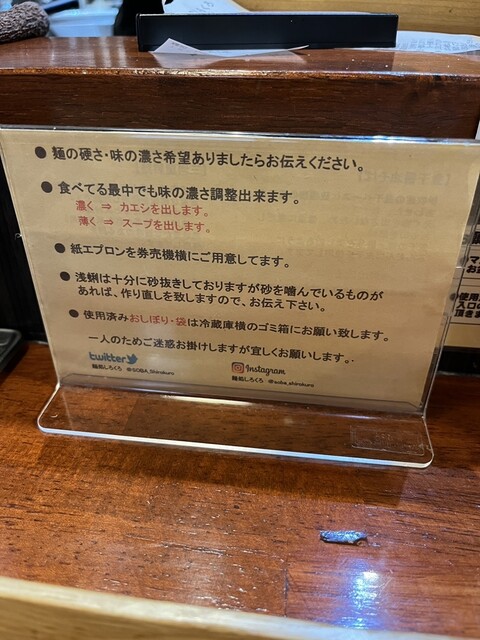 ● 麺の硬さ・味の濃さ希望ありましたらお伝えください。
● 食べてる最中でも味の濃さ調整出来ます。
濃く ⇒ カエシを出します。
薄く ⇒ スープを出します。
● 紙エプロンを券売機横にご用意してます。
● 浅蜊は十分に砂抜きしておりますが砂を噛んでいるものが
あれば、作り直しを致しますので、お伝え下さい。
● 使用済みおしぼり・袋は冷蔵庫横のゴミ箱にお願い致します。
一人のためご迷惑お掛けしますが宜しくお願いします。
twitter
麺処しろくろ @SOBA_Shirokuro
Instagram
麺処しろくろ @soba_shirokuro